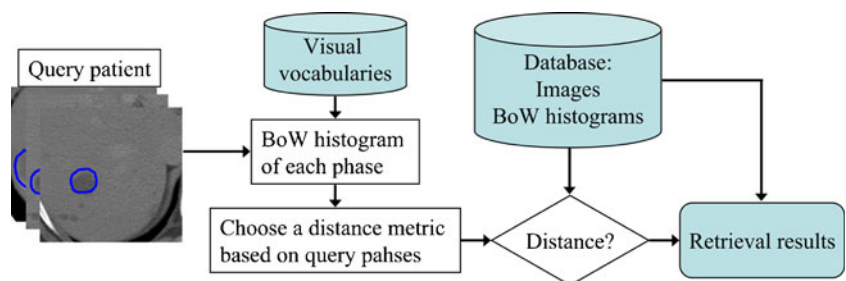 Query patient
Visual
vocabularies
Database:
Images
BoW histograms
BoW histogram
of each phase
Choose a distance metric
based on query pahses
Distance?
Retrieval results